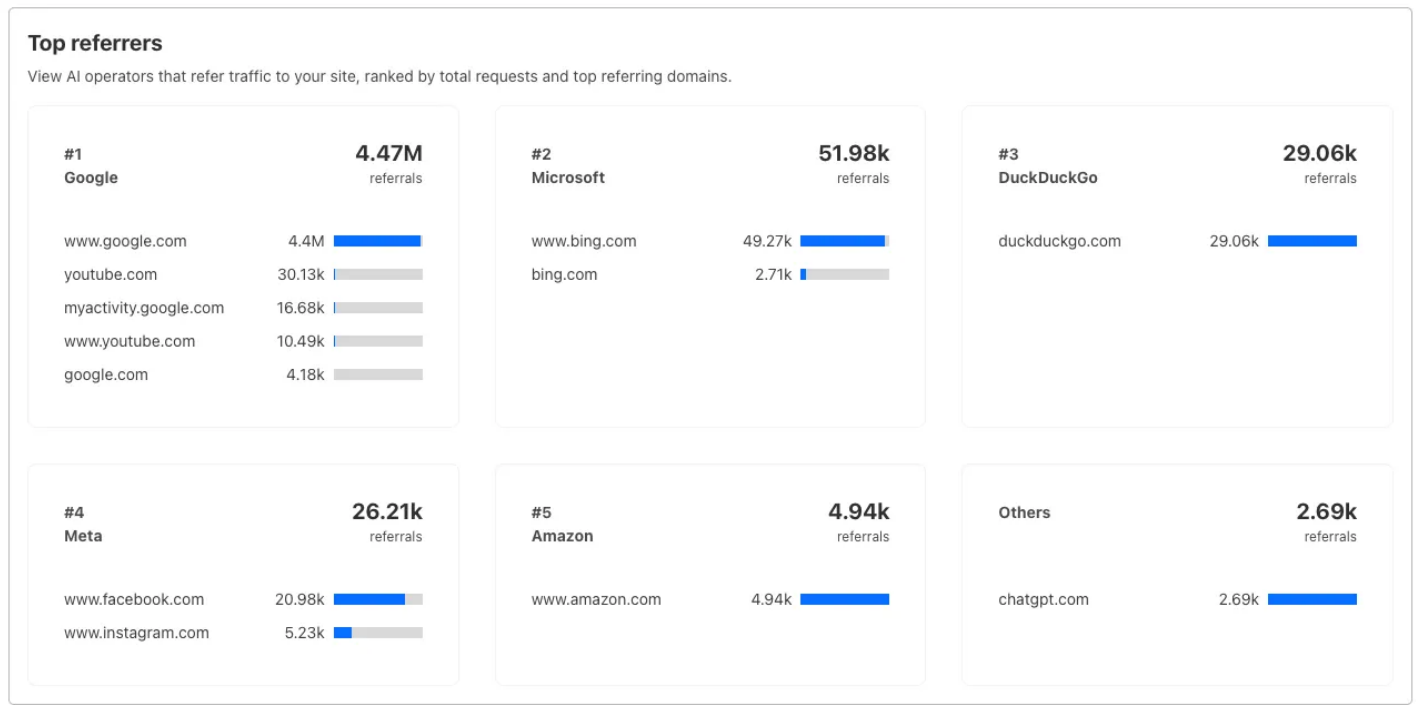 Top referrers
View AI operators that refer traffic to your site, ranked by total requests and top referring domains.
#1 4.47M
Google referrals
www.google.com 4.4M
youtube.com 30.13k
myactivity.google.com 16.68k
www.youtube.com 10.49k
google.com 4.18k
#2 51.98k
Microsoft referrals
www.bing.com 49.27k
bing.com 2.71k
#3 29.06k
DuckDuckGo referrals
duckduckgo.com 29.06k
#4 26.21k
Meta referrals
www.facebook.com 20.98k
www.instagram.com 5.23k
#5 4.94k
Amazon referrals
www.amazon.com 4.94k
Others 2.69k
referrals
chatgpt.com 2.69k